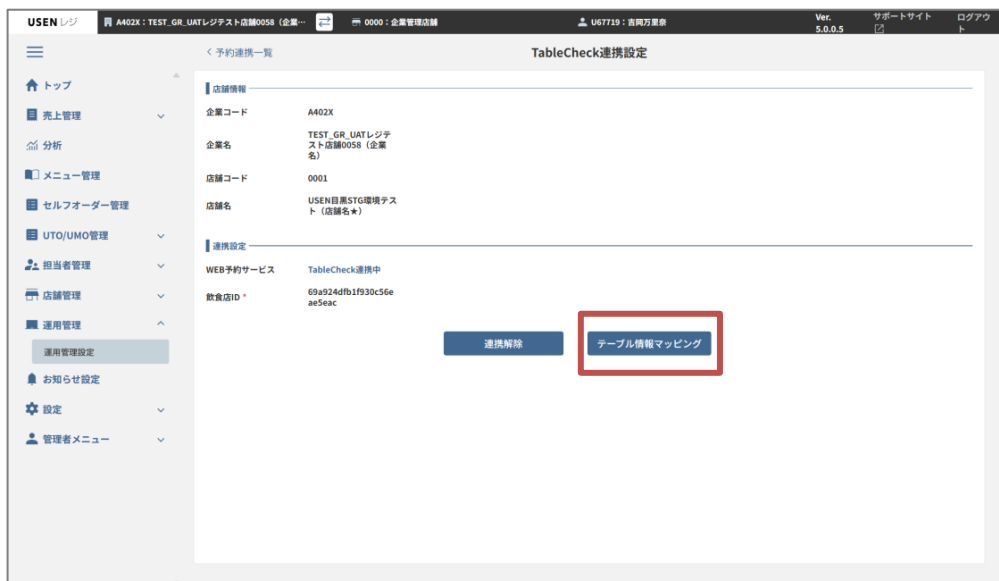 USEN レジ
A402X：TEST_GR_UATレジテスト店舗0058（企業…
0000：企業管理店舗
U67719：吉岡万里奈
Ver.
5.0.0.5
サポートサイト
ログアウ
ト
予約連携一覧
TableCheck連携設定
トップ
売上管理
分析
メニュー管理
セルフオーダー管理
UTO/UMO管理
担当者管理
店舗管理
運用管理
運用管理設定
お知らせ設定
設定
管理者メニュー
店舗情報
企業コード
A402X
企業名
TEST_GR_UATレジテ
スト店舗0058（企業
名）
店舗コード
0001
店舗名
USEN目黒STG環境テス
ト（店舗名★）
連携設定
WEB予約サービス
TableCheck連携中
飲食店ID *
69a924dfb1f930c56e
ae5eac
連携解除
テーブル情報マッピング